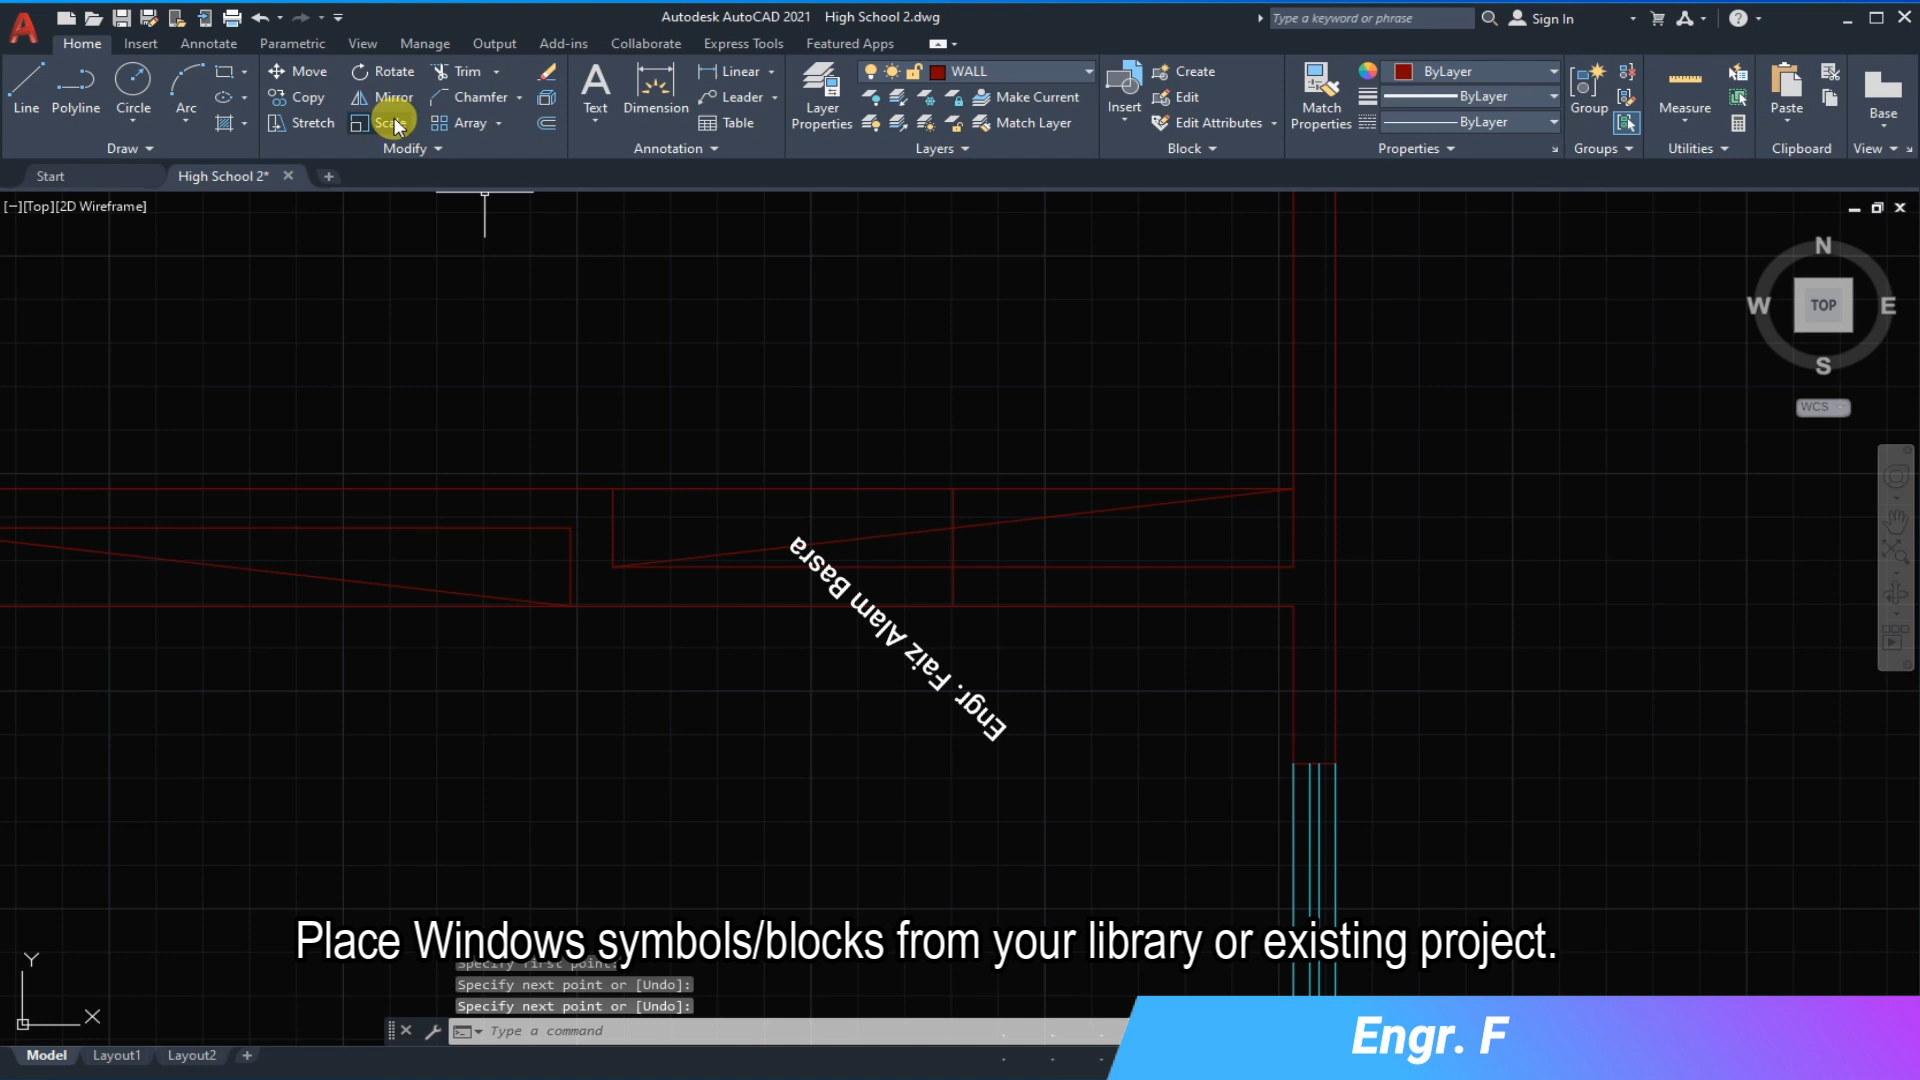 Autodesk AutoCAD 2021 High School 2.dwg
Type a keyword or phrase
Sign In
Home Insert Annotate Parametric View Manage Output Add-ins Collaborate Express Tools Featured Apps
Line Polyline Circle Arc
Move Rotate Trim
Copy Mirror Chamfer
Stretch Scale Array
Text Dimension
Linear
Leader
Table
Layer Properties
WALL
Make Current
Match Layer
Insert
Create
Edit
Edit Attributes
Match Properties
ByLayer
ByLayer
ByLayer
Group
Measure
Paste
Base
Draw Modify Annotation Layers Block Properties Groups Utilities Clipboard View
Start High School 2*
[−][Top][2D Wireframe]
N
W TOP E
S
WCS
Engr. Faiz Alam Basra
Place Windows symbols/blocks from your library or existing project.
Specify first point:
Specify next point or [Undo]:
Specify next point or [Undo]:
Type a command
Y
X
Engr. F
Model Layout1 Layout2